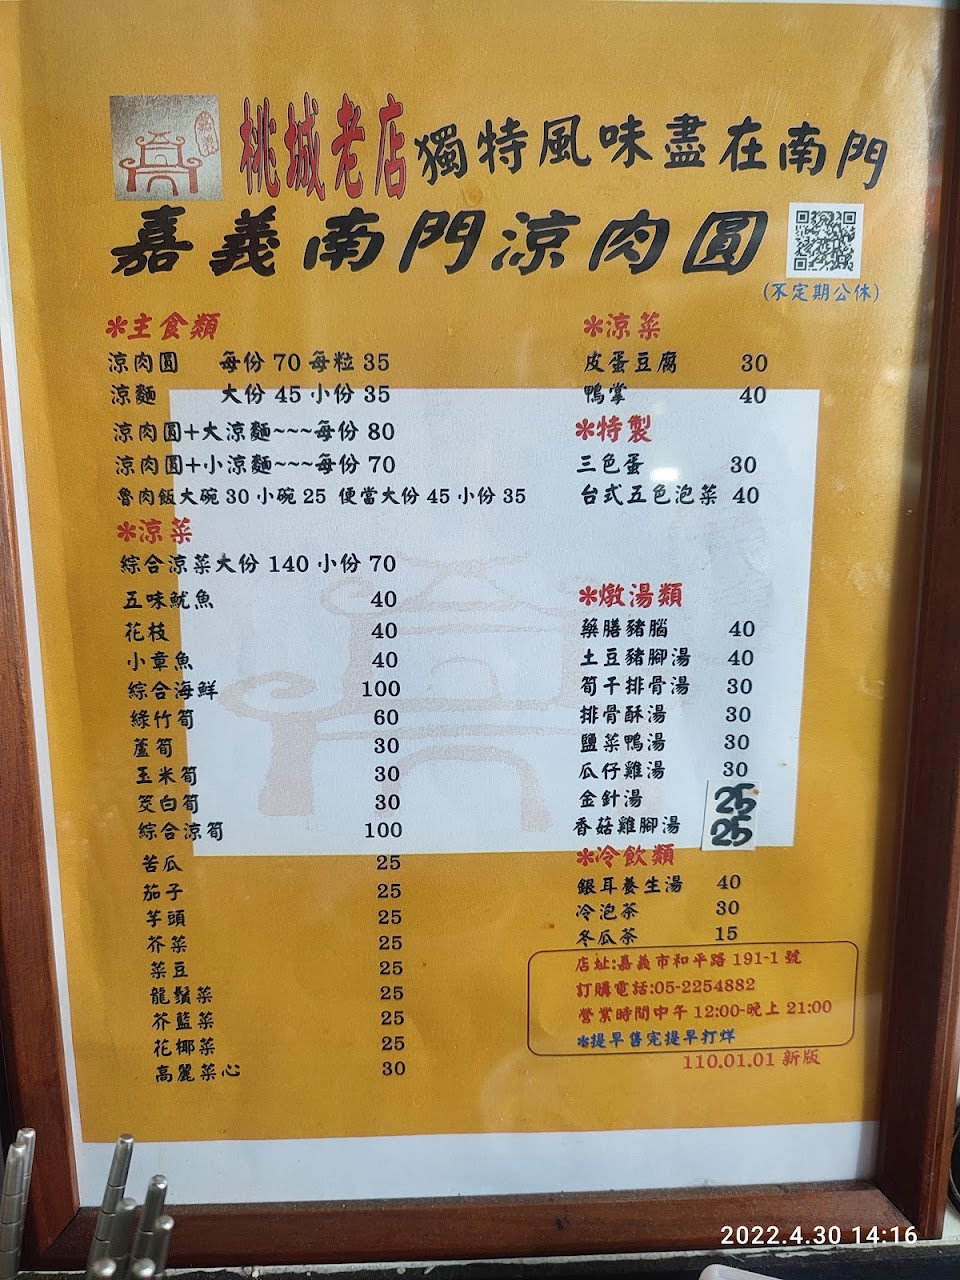 桃城老店 獨特風味盡在南門
嘉義南門涼肉圓
(不定期公休)
*主食類
涼肉圓 每份 70 每粒 35
涼麵 大份 45 小份 35
涼肉圓+大涼麵~~~每份 80
涼肉圓+小涼麵~~~每份 70
魯肉飯大碗 30 小碗 25 便當大份 45 小份 35
*涼菜
綜合涼菜大份 140 小份 70
五味魷魚 40
花枝 40
小章魚 40
綜合海鮮 100
綠竹筍 60
蘆筍 30
玉米筍 30
筊白筍 30
綜合涼筍 100
苦瓜 25
茄子 25
芋頭 25
芥菜 25
菜豆 25
龍鬚菜 25
芥藍菜 25
花椰菜 25
高麗菜心 30
*涼菜
皮蛋豆腐 30
鴨掌 40
*特製
三色蛋 30
台式五色泡菜 40
*燉湯類
藥膳豬腦 40
土豆豬腳湯 40
筍干排骨湯 30
排骨酥湯 30
鹽菜鴨湯 30
瓜仔雞湯 30
金針湯 25
香菇雞腳湯 25
*冷飲類
銀耳養生湯 40
冷泡茶 30
冬瓜茶 15
店址:嘉義市和平路 191-1 號
訂購電話:05-2254882
營業時間中午 12:00-晚上 21:00
*提早售完提早打烊
110.01.01 新版
2022.4.30 14:16